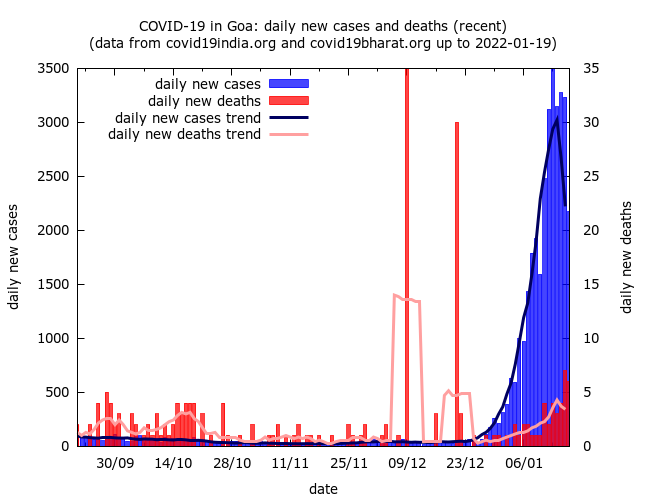 COVID-19 in Goa: daily new cases and deaths (recent)
(data from covid19india.org and covid19bharat.org up to 2022-01-19)
daily new cases
daily new deaths
daily new cases trend
daily new deaths trend
3500
3000
2500
2000
1500
1000
500
0
daily new cases
35
30
25
20
15
10
5
0
daily new deaths
30/09 14/10 28/10 11/11 25/11 09/12 23/12 06/01
date